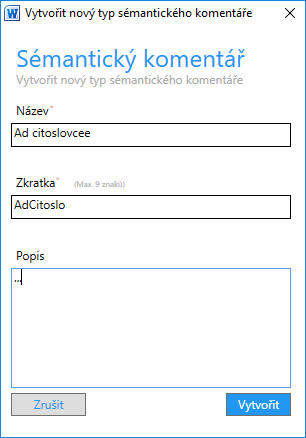 Vytvořit nový typ sémantického komentáře
Sémantický komentář
Vytvořit nový typ sémantického komentáře
Název*
Ad citoslovcee
Zkratka* (Max. 9 znaků)
AdCitoslo
Popis
...
Zrušit
Vytvořit